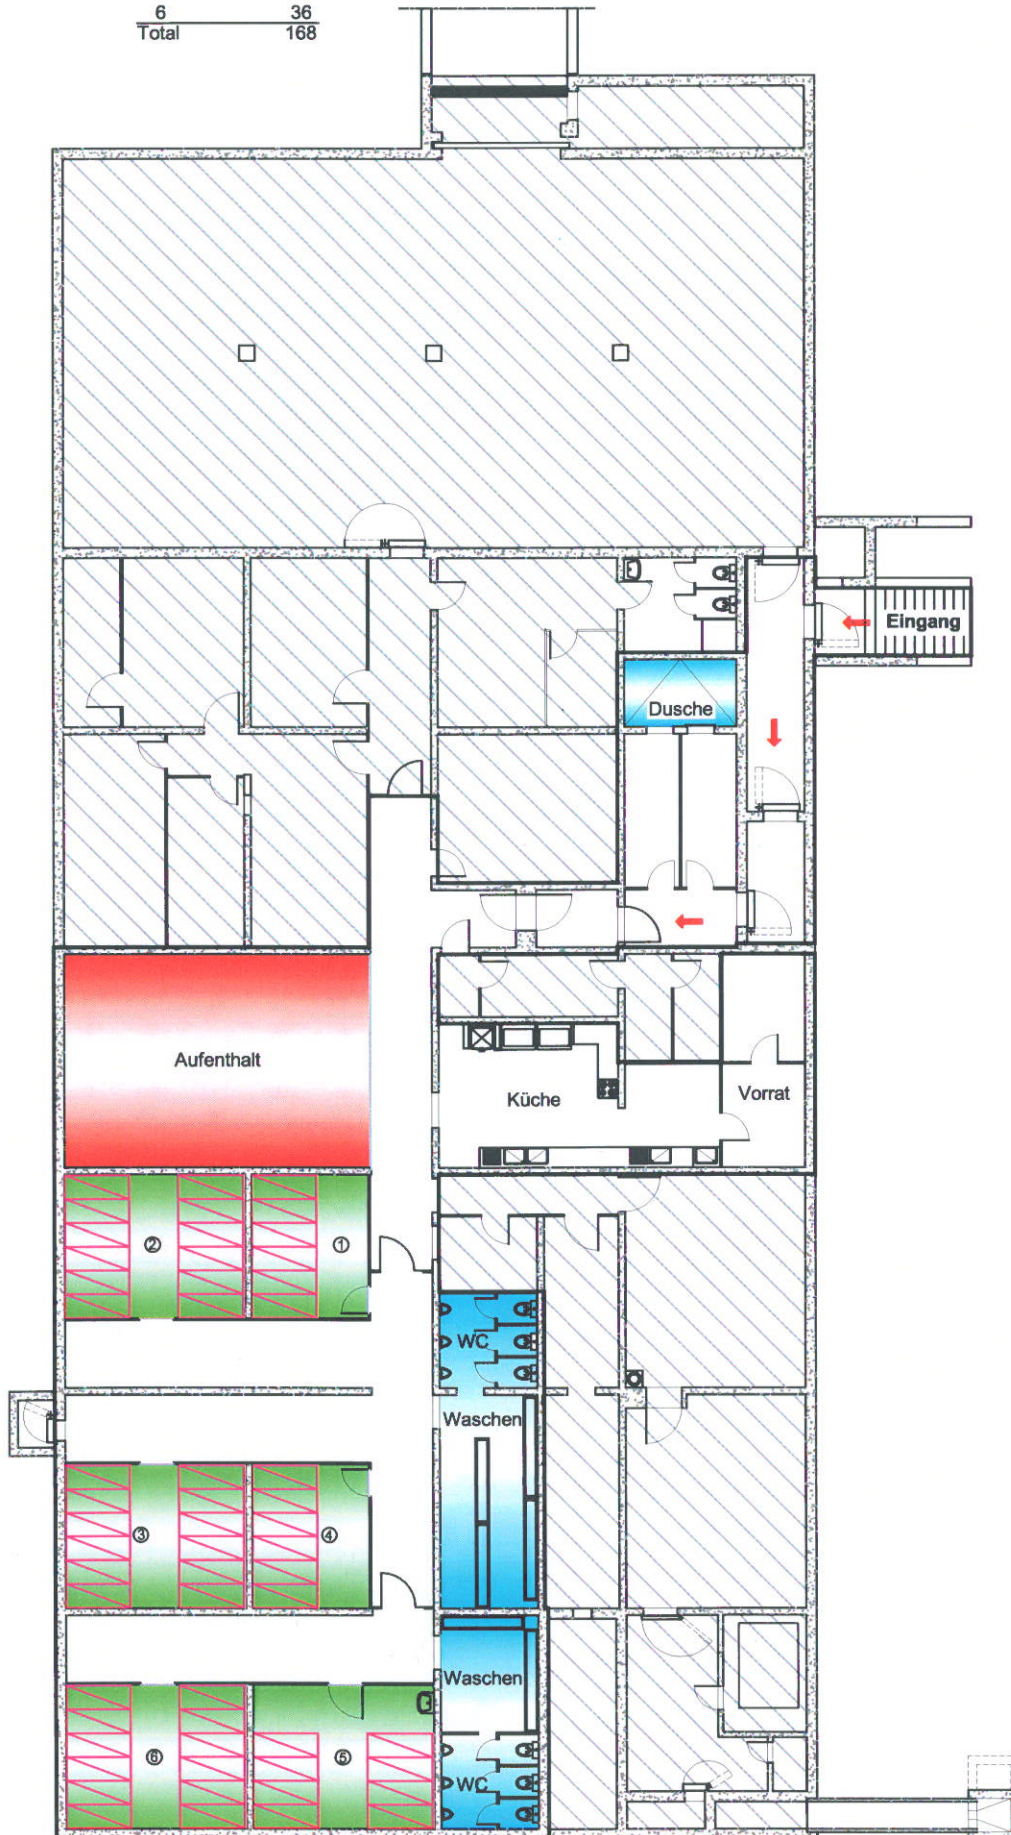 6 36
Total 168
Eingang
Dusche
Aufenthalt
Küche
Vorrat
②
①
WC
Waschen
③
④
Waschen
⑥
⑤
WC